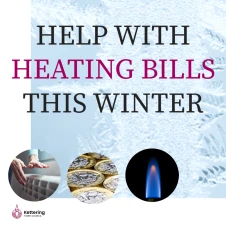 HELP WITH
HEATING BILLS
THIS WINTER
Kettering